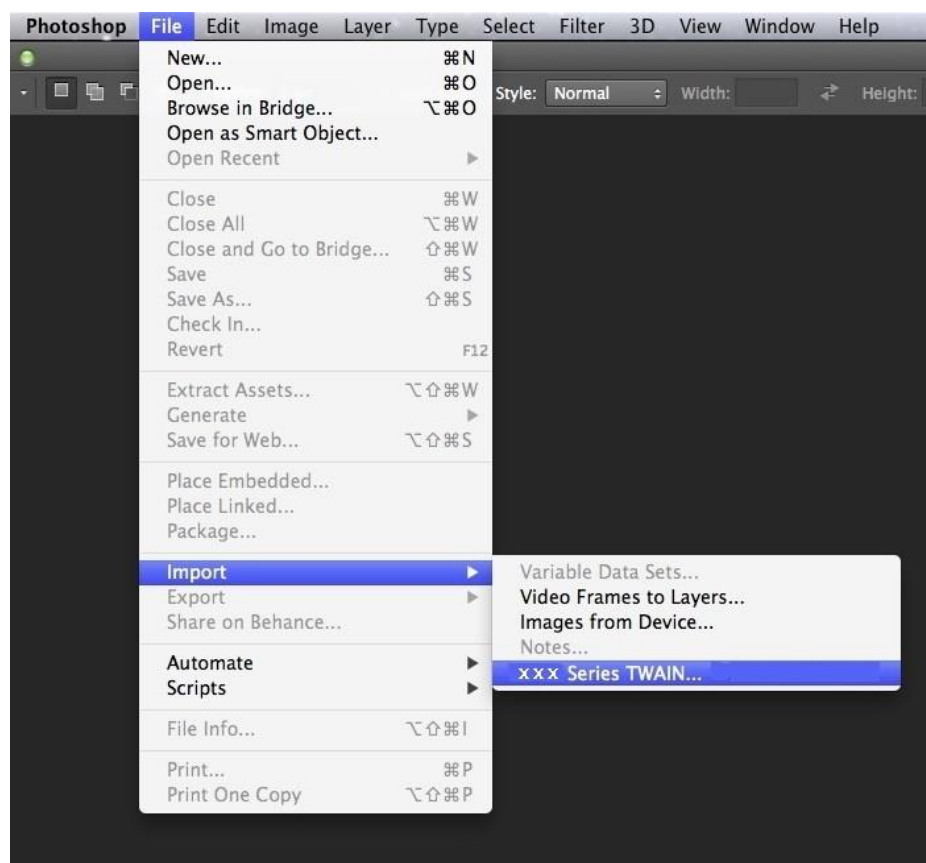 Photoshop File Edit Image Layer Type Select Filter 3D View Window Help
Style: Normal Width: Height:
New... ⌘N
Open... ⌘O
Browse in Bridge... ⌥⌘O
Open as Smart Object...
Open Recent
Close ⌘W
Close All ⌥⌘W
Close and Go to Bridge... ⇧⌘W
Save ⌘S
Save As... ⇧⌘S
Check In...
Revert F12
Extract Assets... ⌥⇧⌘W
Generate
Save for Web... ⌥⇧⌘S
Place Embedded...
Place Linked...
Package...
Import
Export
Share on Behance...
Automate
Scripts
File Info... ⌥⇧⌘I
Print... ⌘P
Print One Copy ⌥⇧⌘P
Variable Data Sets...
Video Frames to Layers...
Images from Device...
Notes...
xxx Series TWAIN...